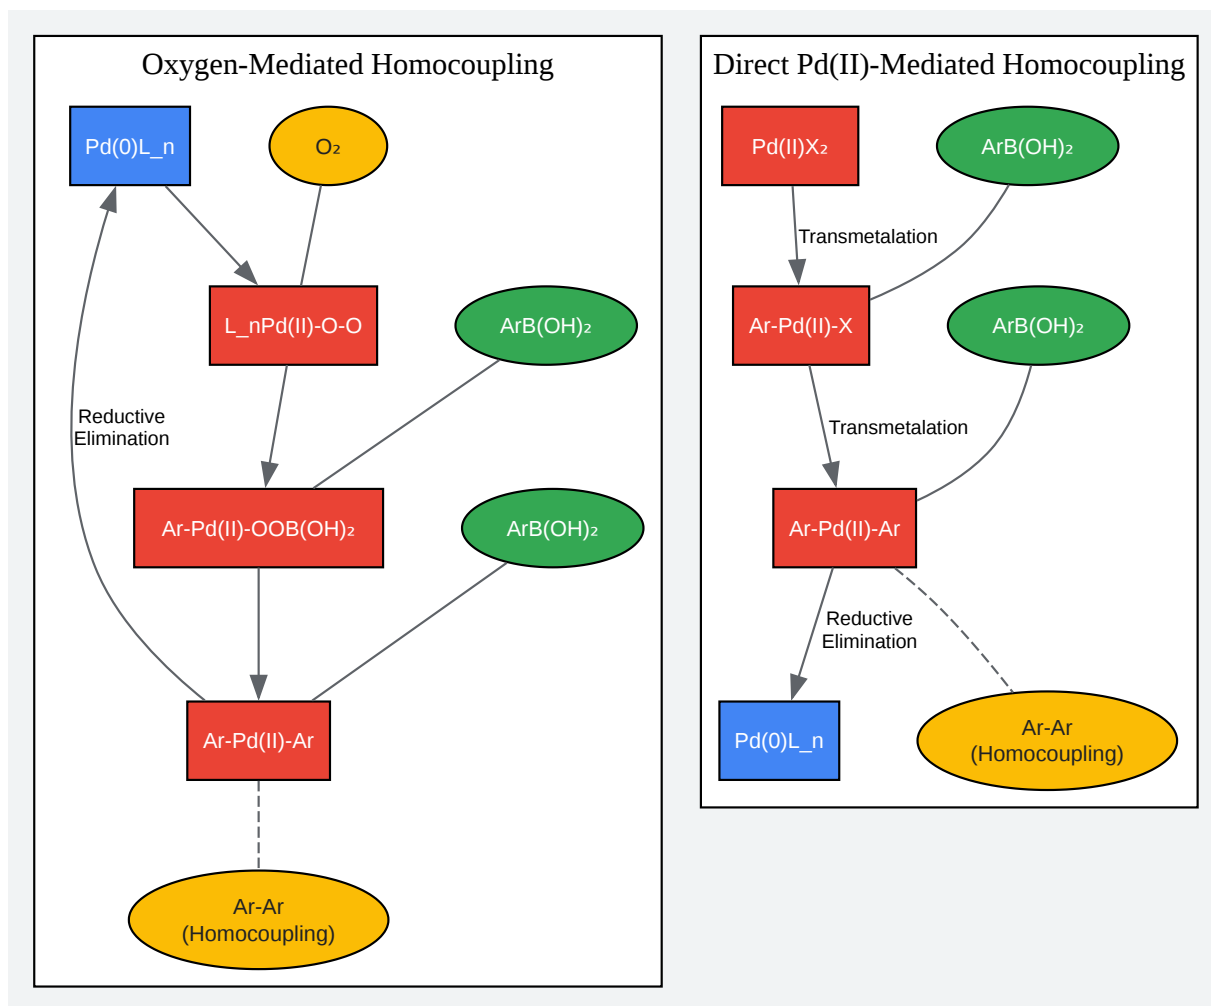 Oxygen-Mediated Homocoupling
Pd(0)L_n
O₂
L_nPd(II)-O-O
ArB(OH)₂
Reductive
Elimination
Ar-Pd(II)-OOB(OH)₂
ArB(OH)₂
Ar-Pd(II)-Ar
Ar-Ar
(Homocoupling)
Direct Pd(II)-Mediated Homocoupling
Pd(II)X₂
ArB(OH)₂
Transmetalation
Ar-Pd(II)-X
ArB(OH)₂
Transmetalation
Ar-Pd(II)-Ar
Reductive
Elimination
Pd(0)L_n
Ar-Ar
(Homocoupling)